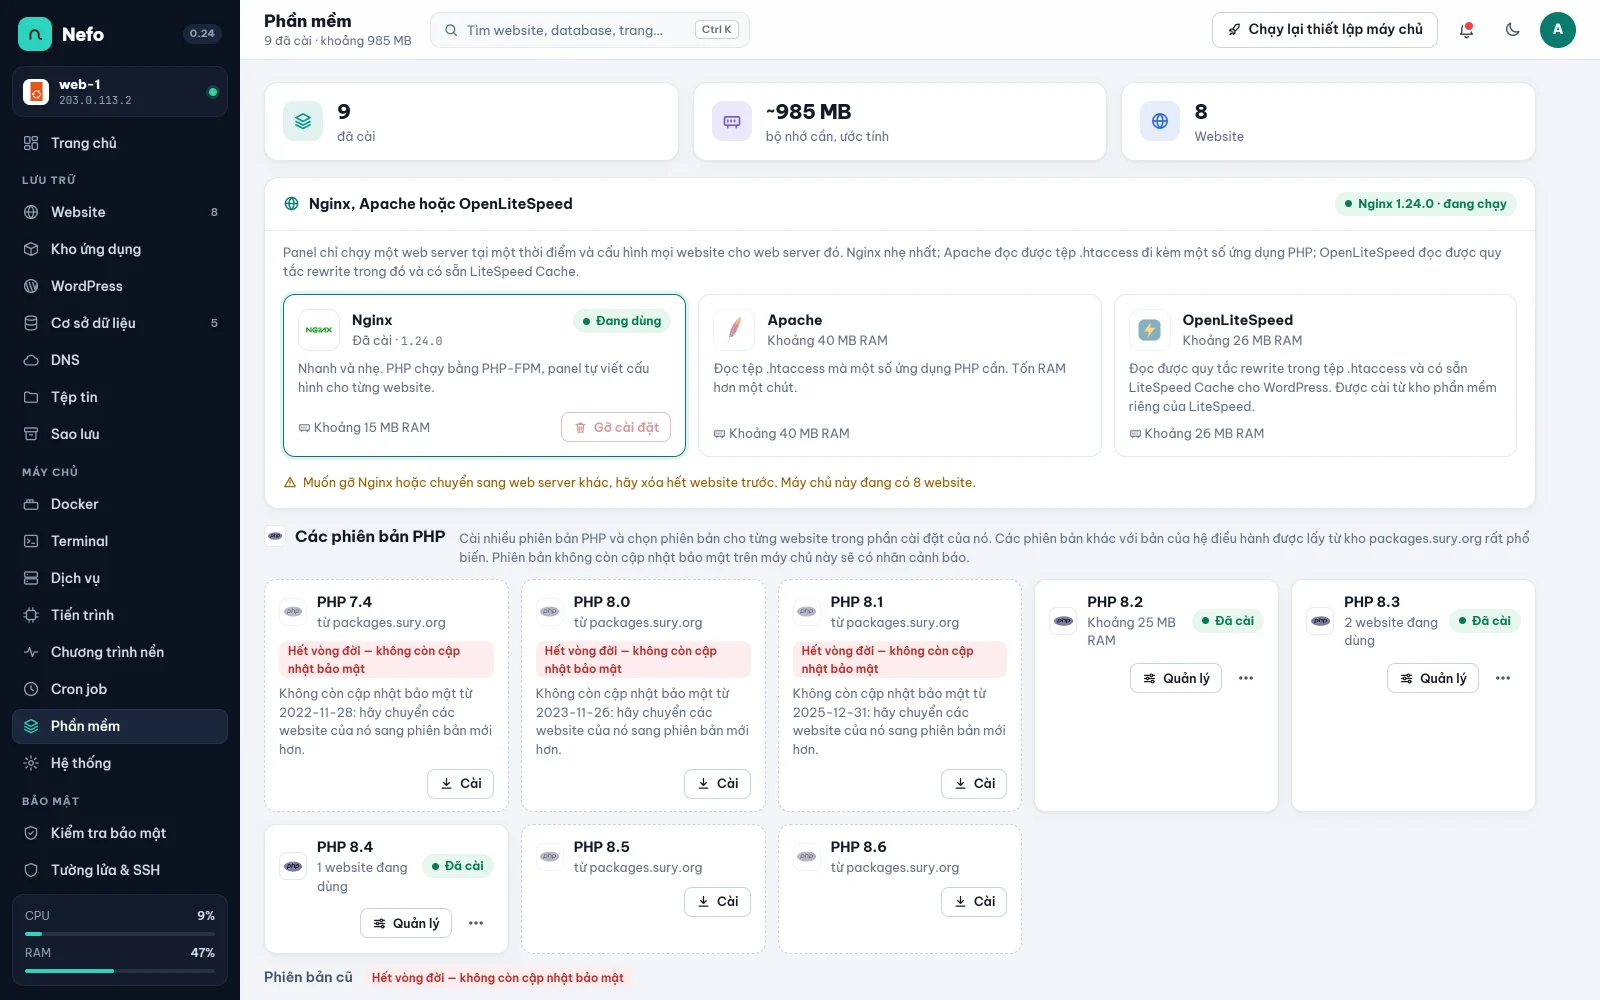 Nefo
0.24
web-1
203.0.113.2
Trang chủ
LƯU TRỮ
Website 8
Kho ứng dụng
WordPress
Cơ sở dữ liệu 5
DNS
Tệp tin
Sao lưu
MÁY CHỦ
Docker
Terminal
Dịch vụ
Tiến trình
Chương trình nền
Cron job
Phần mềm
Hệ thống
BẢO MẬT
Kiểm tra bảo mật
Tường lửa & SSH
CPU 9%
RAM 47%
Phần mềm
9 đã cài · khoảng 985 MB
Tìm website, database, trang... Ctrl K
Chạy lại thiết lập máy chủ
A
9
đã cài
~985 MB
bộ nhớ cần, ước tính
8
Website
Nginx, Apache hoặc OpenLiteSpeed
Nginx 1.24.0 · đang chạy
Panel chỉ chạy một web server tại một thời điểm và cấu hình mọi website cho web server đó. Nginx nhẹ nhất; Apache đọc được tệp .htaccess đi kèm một số ứng dụng PHP; OpenLiteSpeed đọc được quy
tắc rewrite trong đó và có sẵn LiteSpeed Cache.
NGINX
Nginx
Đã cài · 1.24.0
Đang dùng
Nhanh và nhẹ. PHP chạy bằng PHP-FPM, panel tự viết cấu
hình cho từng website.
Khoảng 15 MB RAM
Gỡ cài đặt
Apache
Khoảng 40 MB RAM
Đọc tệp .htaccess mà một số ứng dụng PHP cần. Tốn RAM
hơn một chút.
Khoảng 40 MB RAM
OpenLiteSpeed
Khoảng 26 MB RAM
Đọc được quy tắc rewrite trong tệp .htaccess và có sẵn
LiteSpeed Cache cho WordPress. Được cài từ kho phần mềm
riêng của LiteSpeed.
Khoảng 26 MB RAM
Muốn gỡ Nginx hoặc chuyển sang web server khác, hãy xóa hết website trước. Máy chủ này đang có 8 website.
php
Các phiên bản PHP
Cài nhiều phiên bản PHP và chọn phiên bản cho từng website trong phần cài đặt của nó. Các phiên bản khác với bản của hệ điều hành được lấy từ kho packages.sury.org rất phổ
biến. Phiên bản không còn cập nhật bảo mật trên máy chủ này sẽ có nhãn cảnh báo.
php
PHP 7.4
từ packages.sury.org
Hết vòng đời — không còn cập
nhật bảo mật
Không còn cập nhật bảo mật từ
2022-11-28: hãy chuyển các
website của nó sang phiên bản mới
hơn.
Cài
php
PHP 8.0
từ packages.sury.org
Hết vòng đời — không còn cập
nhật bảo mật
Không còn cập nhật bảo mật từ
2023-11-26: hãy chuyển các
website của nó sang phiên bản mới
hơn.
Cài
php
PHP 8.1
từ packages.sury.org
Hết vòng đời — không còn cập
nhật bảo mật
Không còn cập nhật bảo mật từ
2025-12-31: hãy chuyển các
website của nó sang phiên bản mới
hơn.
Cài
php
PHP 8.2
Khoảng 25 MB
RAM
Đã cài
Quản lý
php
PHP 8.3
2 website đang
dùng
Đã cài
Quản lý
php
PHP 8.4
1 website đang
dùng
Đã cài
Quản lý
php
PHP 8.5
từ packages.sury.org
Cài
php
PHP 8.6
từ packages.sury.org
Cài
Phiên bản cũ
Hết vòng đời — không còn cập nhật bảo mật